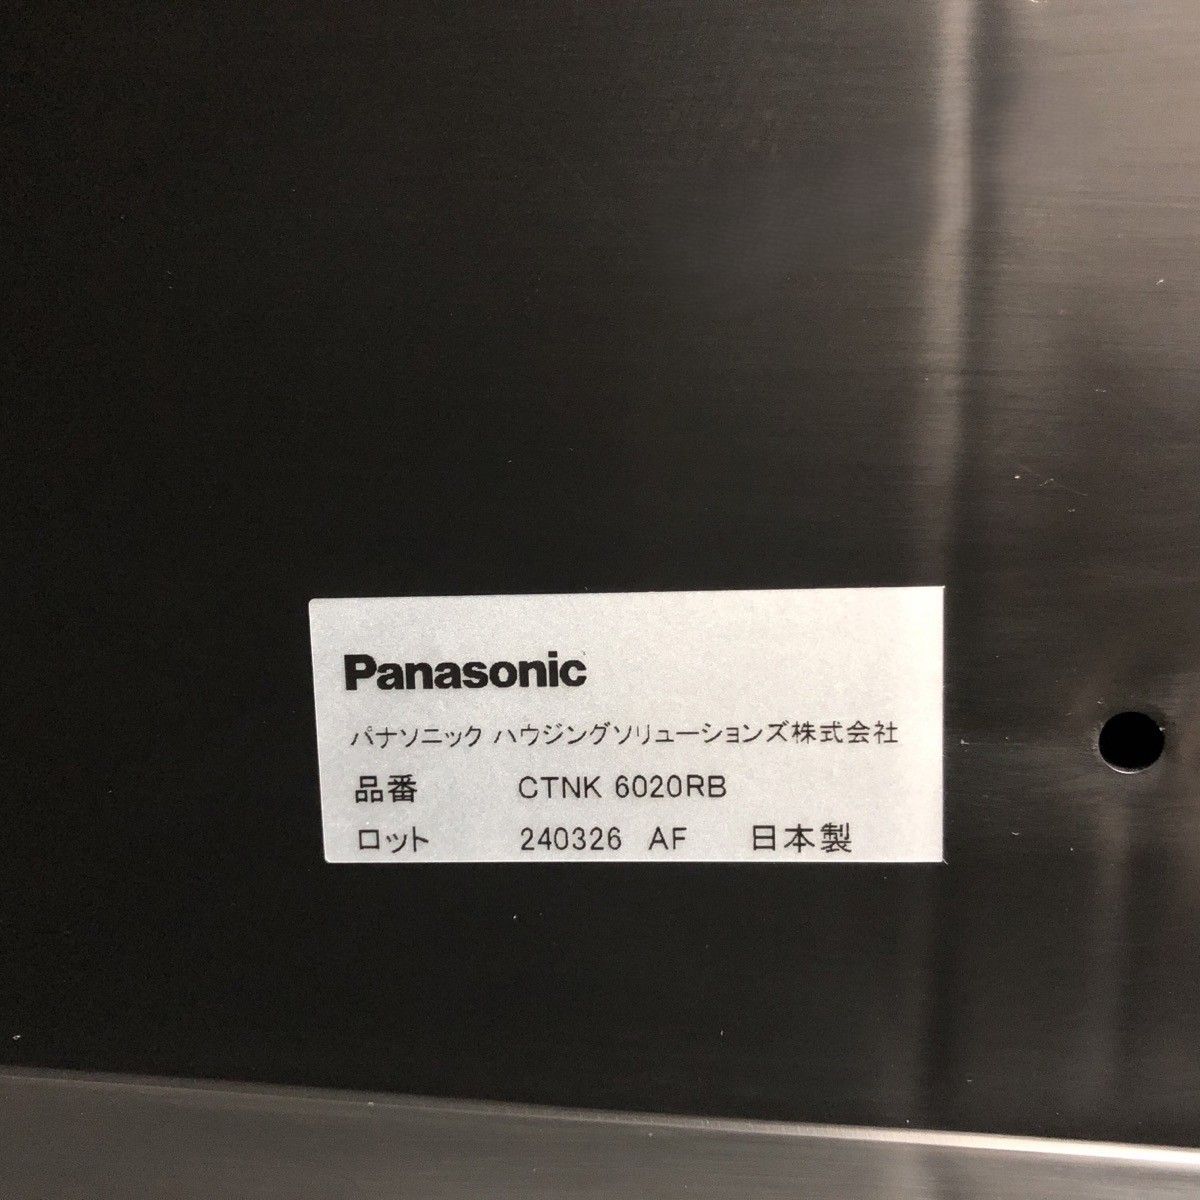 Panasonic
パナソニック ハウジングソリューションズ株式会社
品番 CTNK 6020RB
ロット 240326 AF 日本製